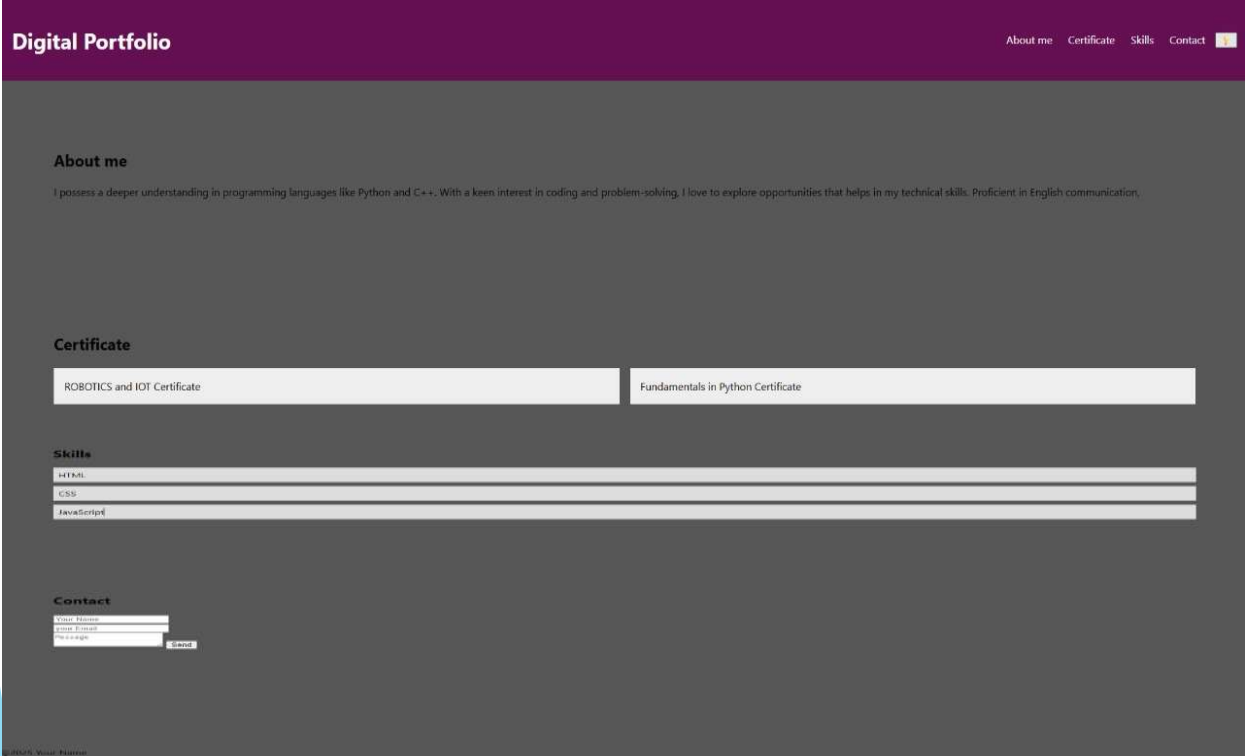 Digital Portfolio
About me Certificate Skills Contact
About me
I possess a deeper understanding in programming languages like Python and C++. With a keen interest in coding and problem-solving, I love to explore opportunities that helps in my technical skills. Proficient in English communication,
Certificate
ROBOTICS and IOT Certificate
Fundamentals in Python Certificate
Skills
HTML
CSS
JavaScript
Contact
Your Name
your Email
Message
Send
©2025 Your Name